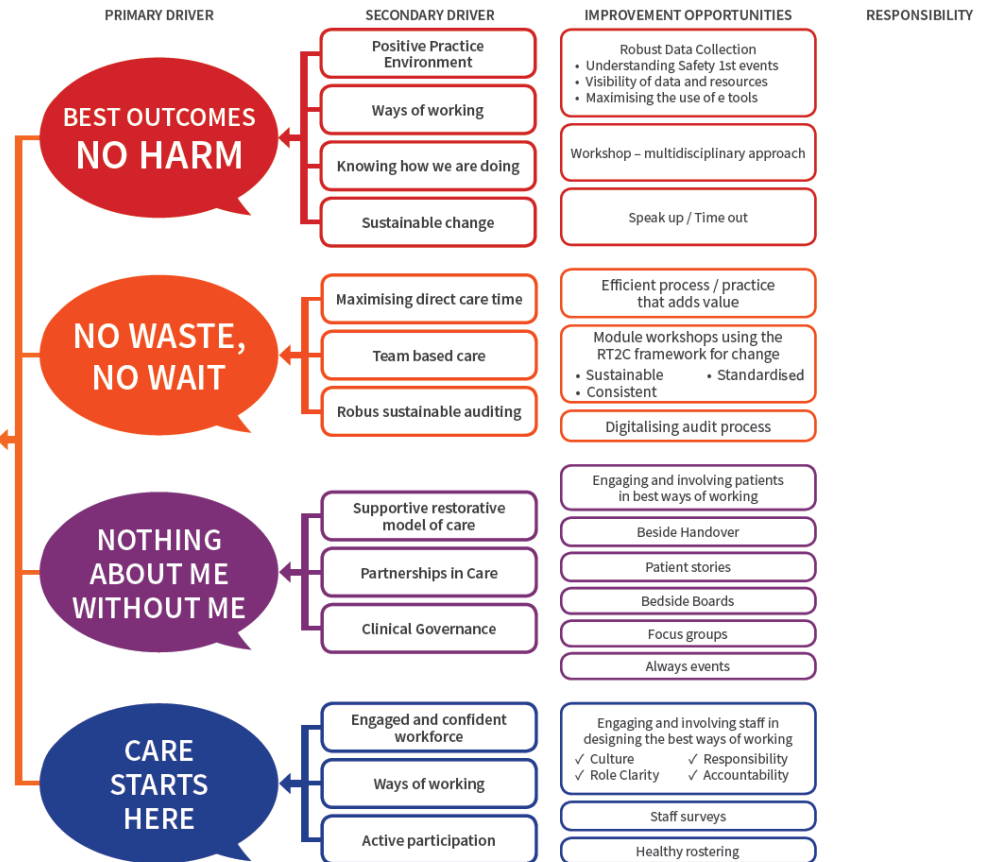 PRIMARY DRIVER
SECONDARY DRIVER
IMPROVEMENT OPPORTUNITIES
RESPONSIBILITY
BEST OUTCOMES
NO HARM
Positive Practice
Environment
Ways of working
Knowing how we are doing
Sustainable change
Robust Data Collection
• Understanding Safety 1st events
• Visibility of data and resources
• Maximising the use of e tools
Workshop – multidisciplinary approach
Speak up / Time out
NO WASTE,
NO WAIT
Maximising direct care time
Team based care
Robus sustainable auditing
Efficient process / practice
that adds value
Module workshops using the
RT2C framework for change
• Sustainable • Standardised
• Consistent
Digitalising audit process
NOTHING
ABOUT ME
WITHOUT ME
Supportive restorative
model of care
Partnerships in Care
Clinical Governance
Engaging and involving patients
in best ways of working
Beside Handover
Patient stories
Bedside Boards
Focus groups
Always events
CARE
STARTS
HERE
Engaged and confident
workforce
Ways of working
Active participation
Engaging and involving staff in
designing the best ways of working
✓ Culture ✓ Responsibility
✓ Role Clarity ✓ Accountability
Staff surveys
Healthy rostering